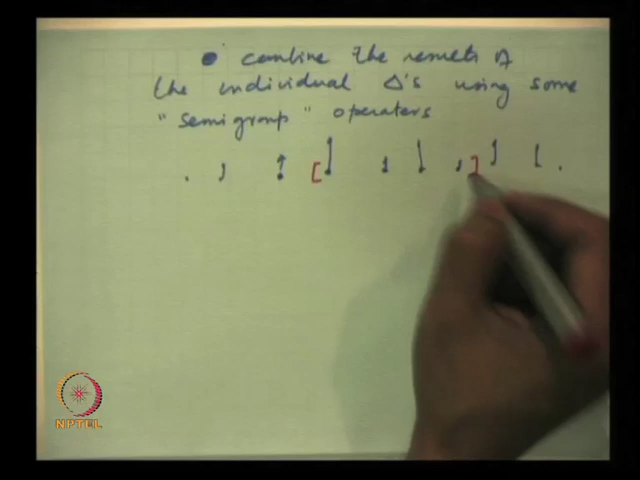 • combine the results of
the individual Δ's using some
"semigroup" operators
[ ]
NPTEL